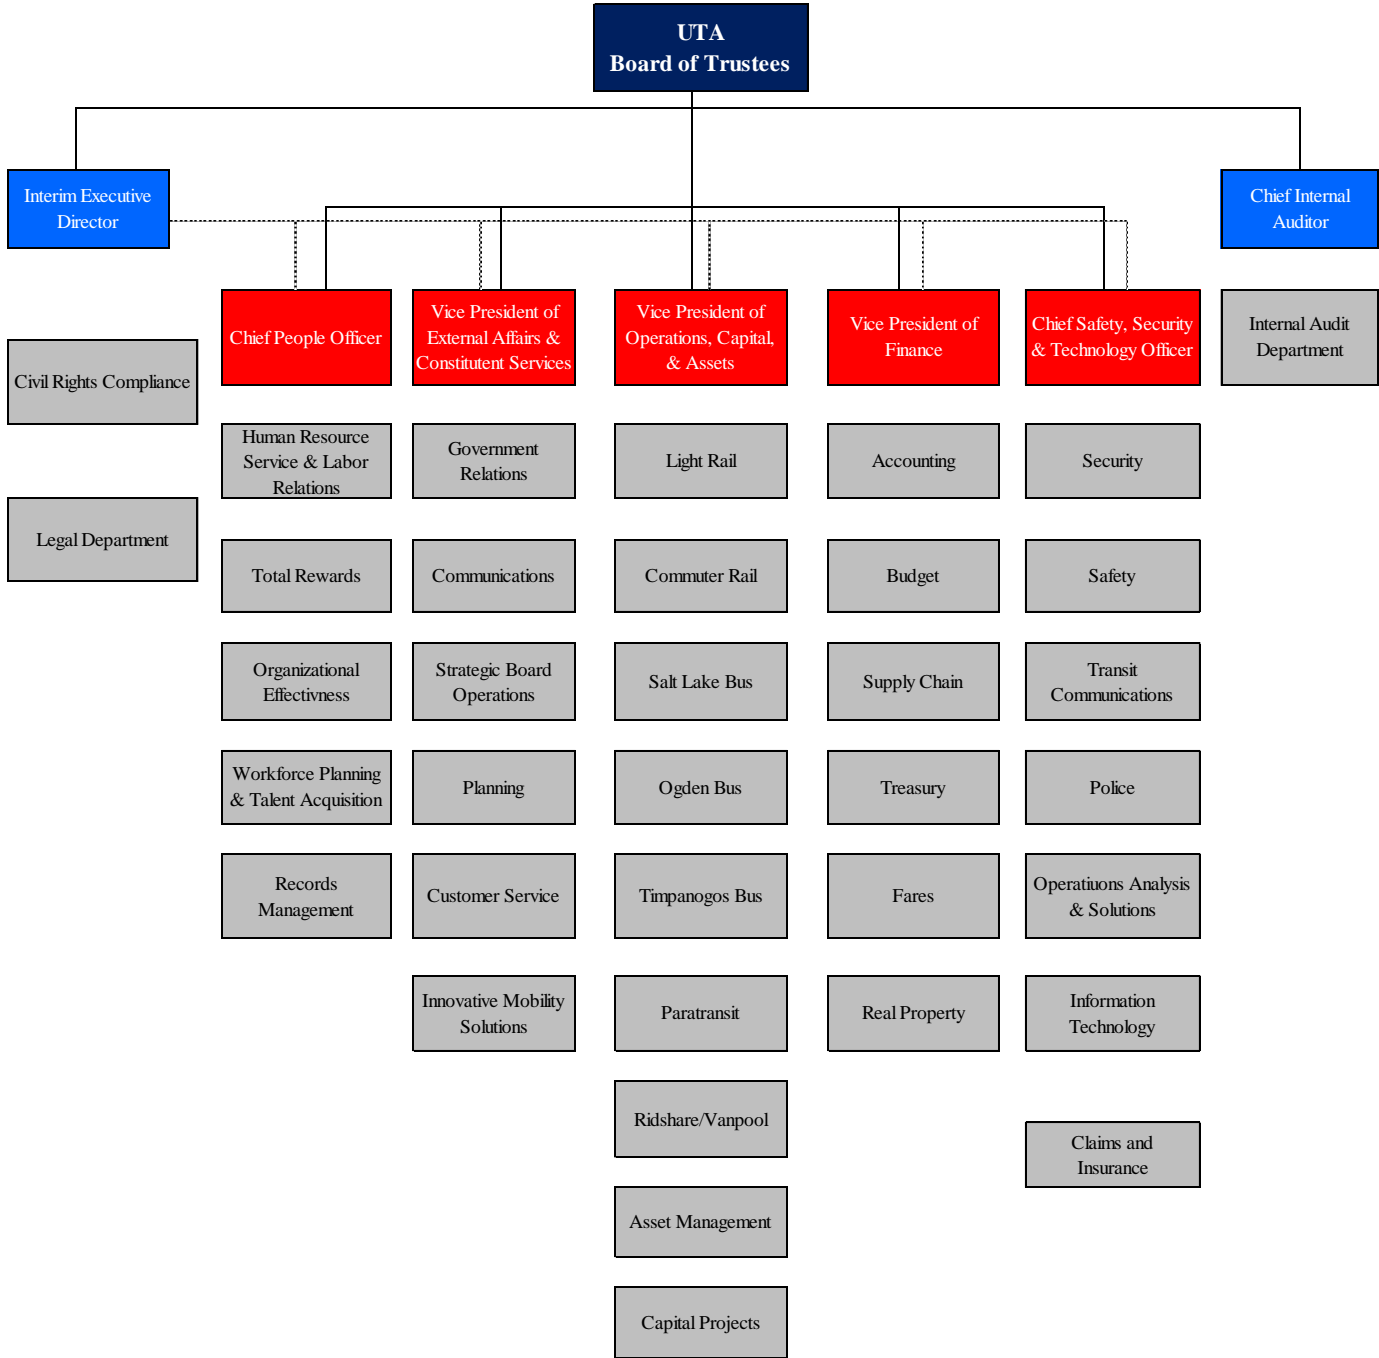 UTA
Board of Trustees
Interim Executive
Director
Chief Internal
Auditor
Chief People Officer
Vice President of
External Affairs &
Constitutent Services
Vice President of
Operations, Capital,
& Assets
Vice President of
Finance
Chief Safety, Security
& Technology Officer
Internal Audit
Department
Civil Rights Compliance
Legal Department
Human Resource
Service & Labor
Relations
Government
Relations
Light Rail
Accounting
Security
Total Rewards
Communications
Commuter Rail
Budget
Safety
Organizational
Effectivness
Strategic Board
Operations
Salt Lake Bus
Supply Chain
Transit
Communications
Workforce Planning
& Talent Acquisition
Planning
Ogden Bus
Treasury
Police
Records
Management
Customer Service
Timpanogos Bus
Fares
Operatiuons Analysis
& Solutions
Innovative Mobility
Solutions
Paratransit
Real Property
Information
Technology
Ridshare/Vanpool
Claims and
Insurance
Asset Management
Capital Projects